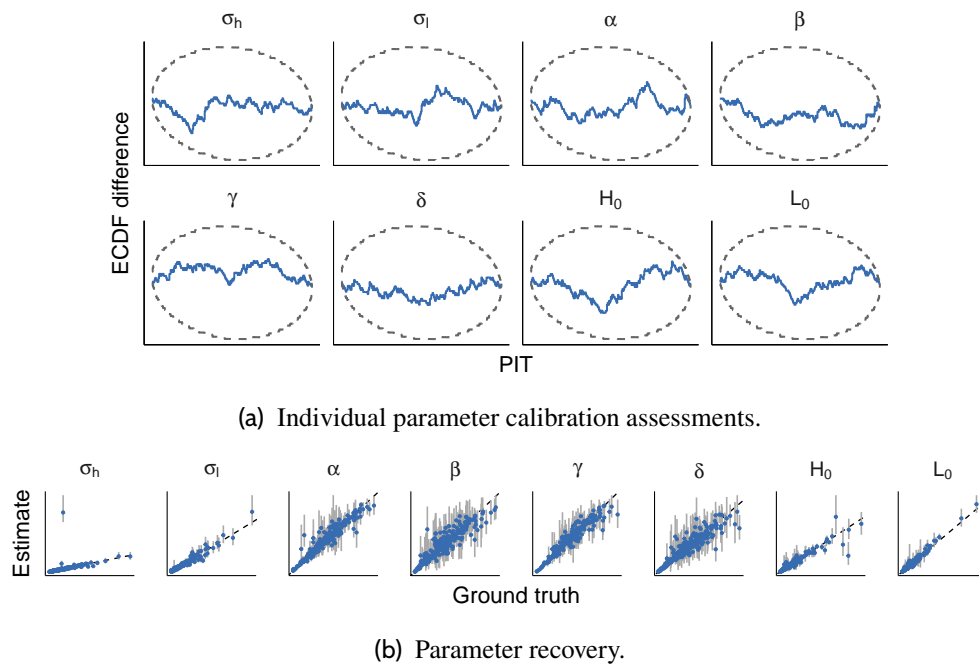 σh σl α β
ECDF difference
γ δ H0 L0
PIT
(a) Individual parameter calibration assessments.
σh σl α β γ δ H0 L0
Estimate
Ground truth
(b) Parameter recovery.